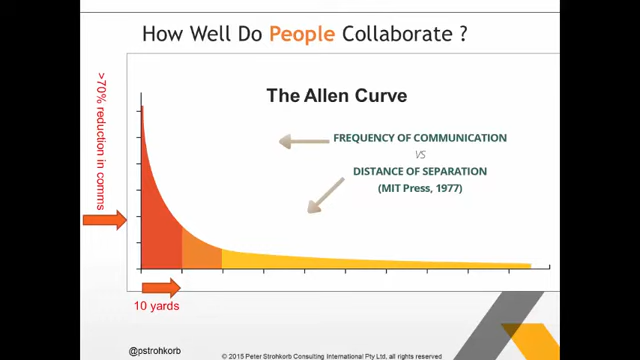 How Well Do People Collaborate ?
The Allen Curve
>70% reduction in comms
FREQUENCY OF COMMUNICATION
VS
DISTANCE OF SEPARATION
(MIT Press, 1977)
10 yards
@pstrohkorb
© 2015 Peter Strohkorb Consulting International Pty Ltd, all rights reserved